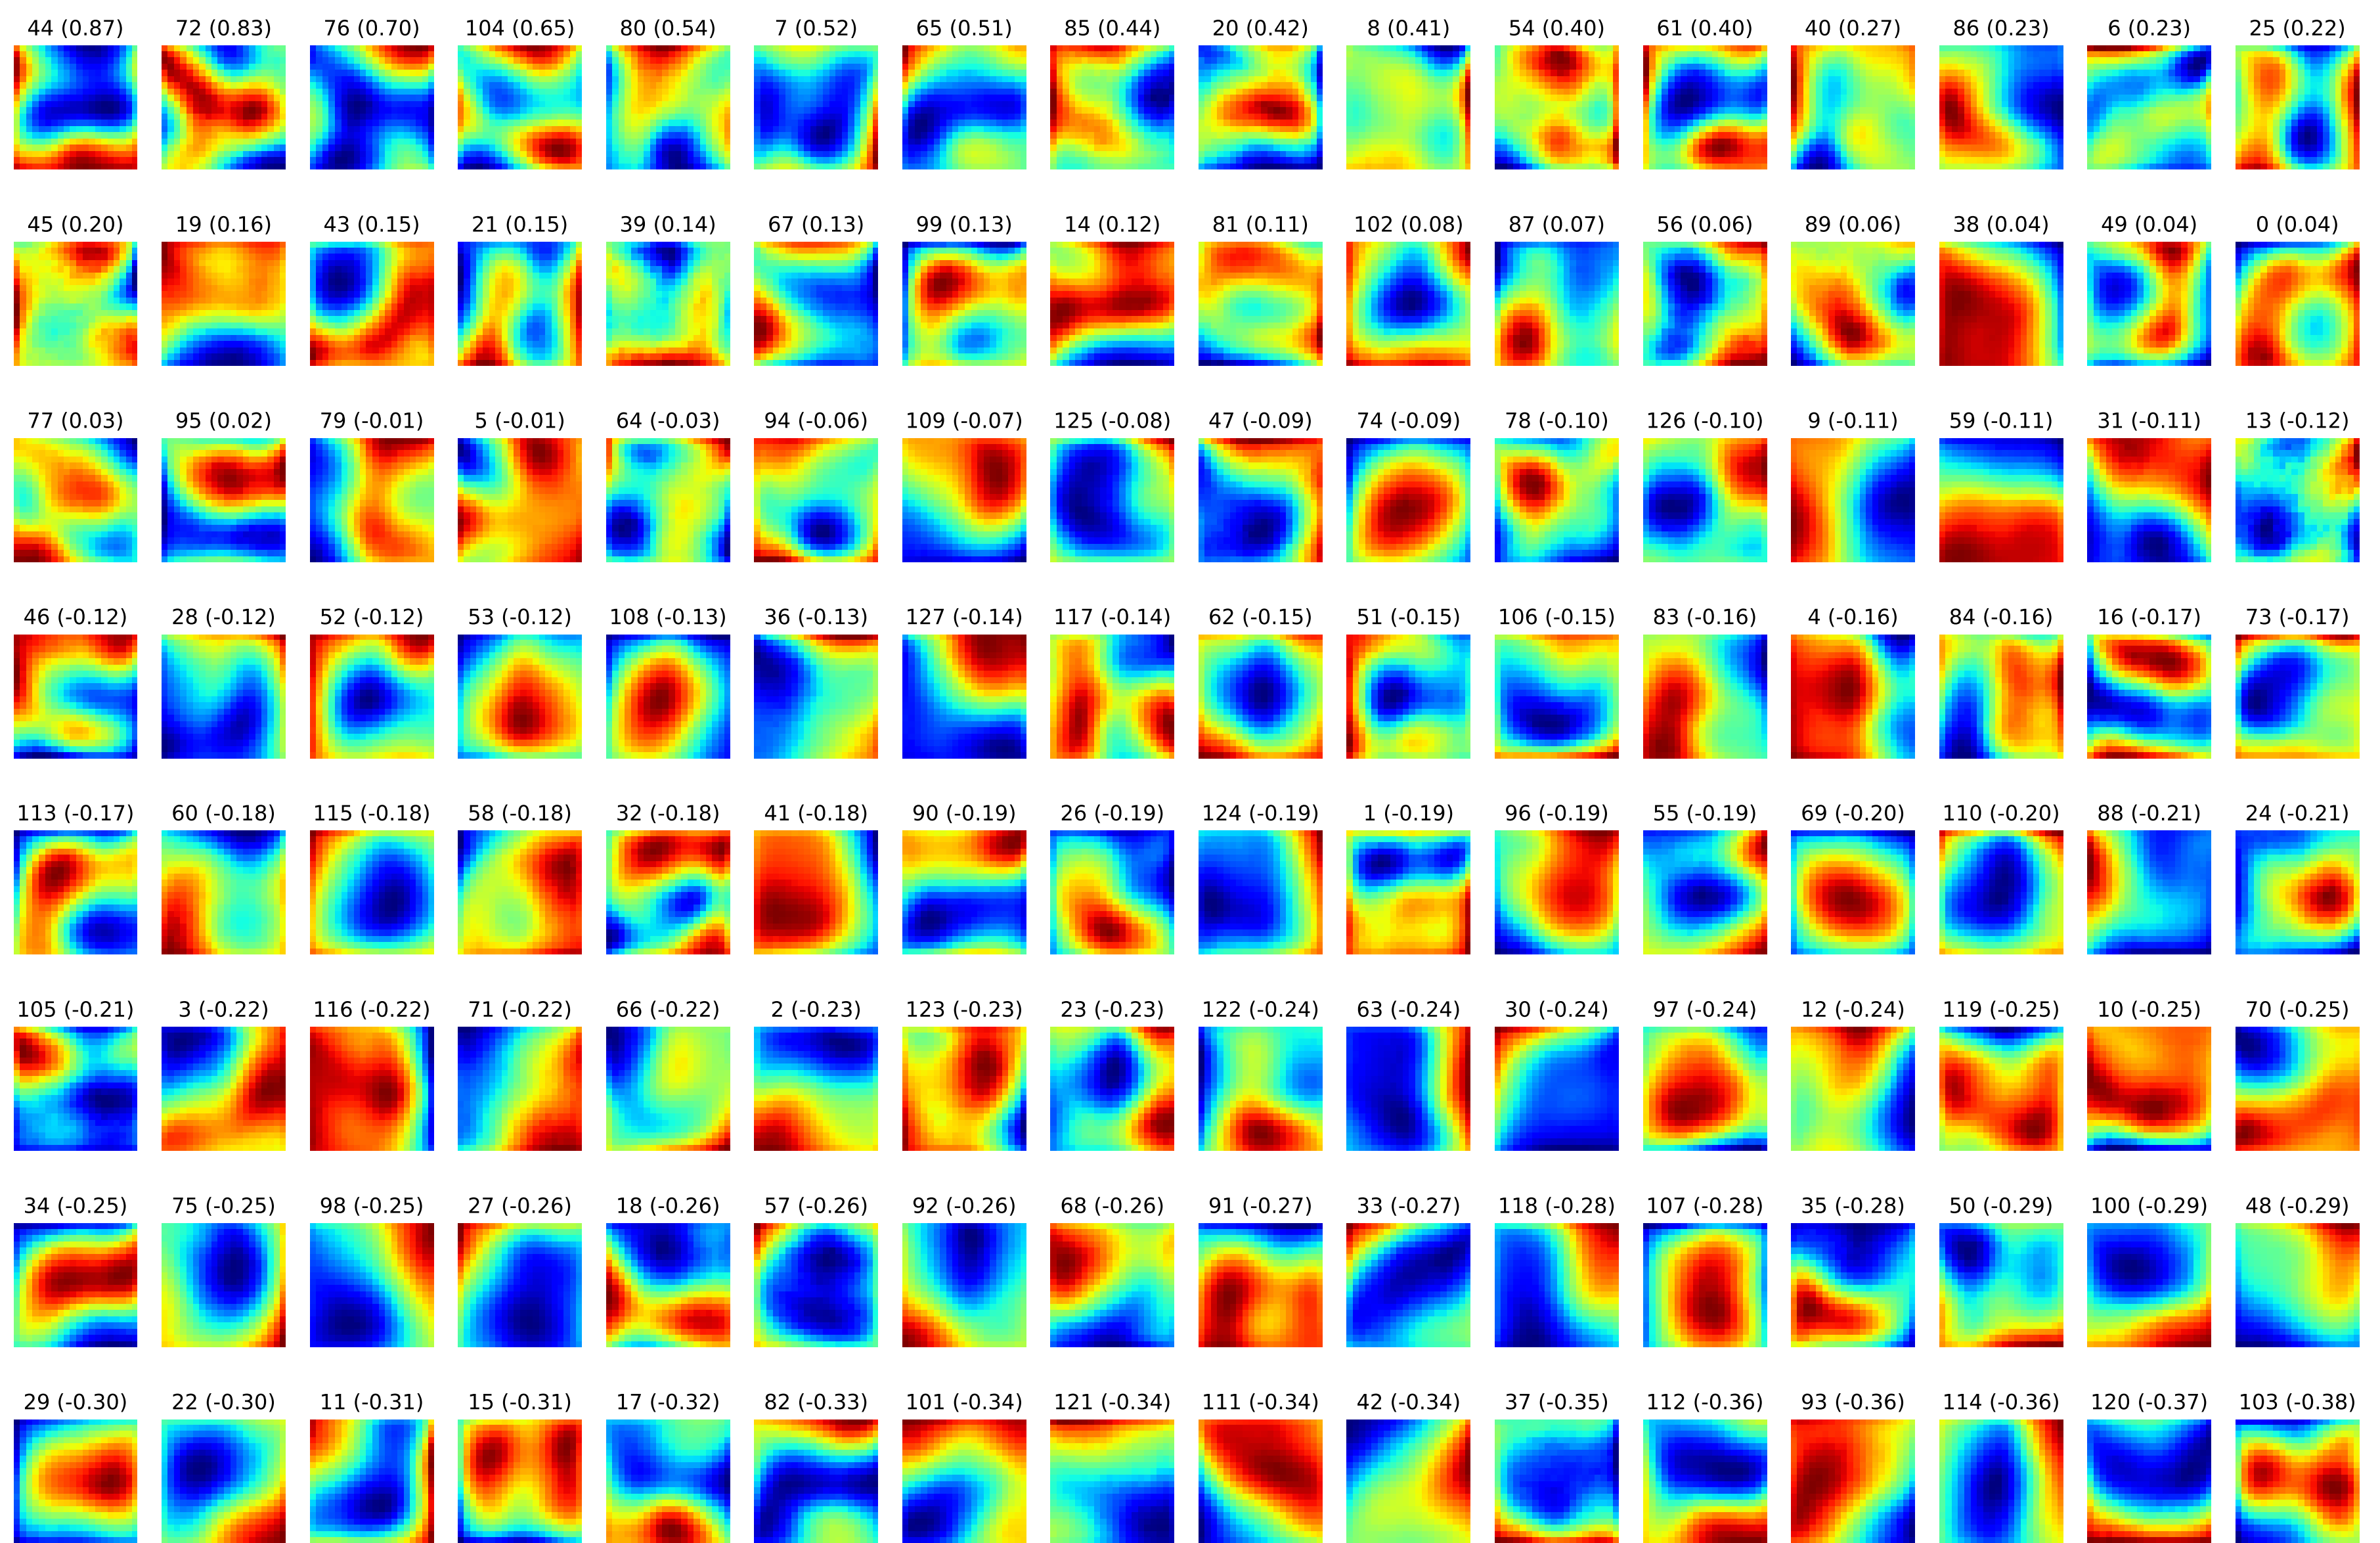 44 (0.87) 72 (0.83) 76 (0.70) 104 (0.65) 80 (0.54) 7 (0.52) 65 (0.51) 85 (0.44) 20 (0.42) 8 (0.41) 54 (0.40) 61 (0.40) 40 (0.27) 86 (0.23) 6 (0.23) 25 (0.22)
45 (0.20) 19 (0.16) 43 (0.15) 21 (0.15) 39 (0.14) 67 (0.13) 99 (0.13) 14 (0.12) 81 (0.11) 102 (0.08) 87 (0.07) 56 (0.06) 89 (0.06) 38 (0.04) 49 (0.04) 0 (0.04)
77 (0.03) 95 (0.02) 79 (-0.01) 5 (-0.01) 64 (-0.03) 94 (-0.06) 109 (-0.07) 125 (-0.08) 47 (-0.09) 74 (-0.09) 78 (-0.10) 126 (-0.10) 9 (-0.11) 59 (-0.11) 31 (-0.11) 13 (-0.12)
46 (-0.12) 28 (-0.12) 52 (-0.12) 53 (-0.12) 108 (-0.13) 36 (-0.13) 127 (-0.14) 117 (-0.14) 62 (-0.15) 51 (-0.15) 106 (-0.15) 83 (-0.16) 4 (-0.16) 84 (-0.16) 16 (-0.17) 73 (-0.17)
113 (-0.17) 60 (-0.18) 115 (-0.18) 58 (-0.18) 32 (-0.18) 41 (-0.18) 90 (-0.19) 26 (-0.19) 124 (-0.19) 1 (-0.19) 96 (-0.19) 55 (-0.19) 69 (-0.20) 110 (-0.20) 88 (-0.21) 24 (-0.21)
105 (-0.21) 3 (-0.22) 116 (-0.22) 71 (-0.22) 66 (-0.22) 2 (-0.23) 123 (-0.23) 23 (-0.23) 122 (-0.24) 63 (-0.24) 30 (-0.24) 97 (-0.24) 12 (-0.24) 119 (-0.25) 10 (-0.25) 70 (-0.25)
34 (-0.25) 75 (-0.25) 98 (-0.25) 27 (-0.26) 18 (-0.26) 57 (-0.26) 92 (-0.26) 68 (-0.26) 91 (-0.27) 33 (-0.27) 118 (-0.28) 107 (-0.28) 35 (-0.28) 50 (-0.29) 100 (-0.29) 48 (-0.29)
29 (-0.30) 22 (-0.30) 11 (-0.31) 15 (-0.31) 17 (-0.32) 82 (-0.33) 101 (-0.34) 121 (-0.34) 111 (-0.34) 42 (-0.34) 37 (-0.35) 112 (-0.36) 93 (-0.36) 114 (-0.36) 120 (-0.37) 103 (-0.38)